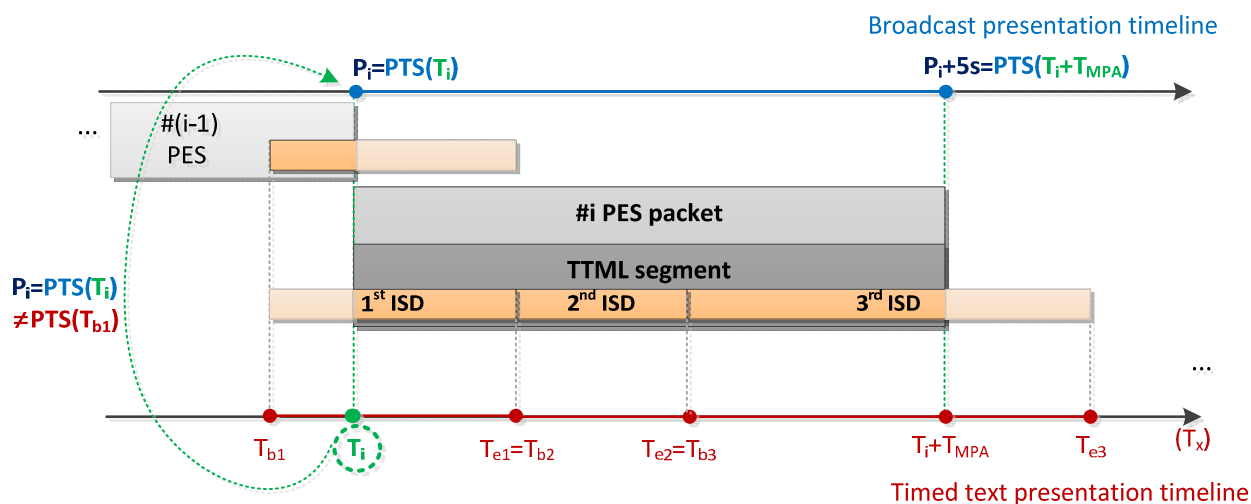 Broadcast presentation timeline
Pi=PTS(Ti)
Pi+5s=PTS(Ti+TMPA)
...
#(i-1)
PES
#i PES packet
TTML segment
Pi=PTS(Ti)
≠PTS(Tb1)
1st ISD
2nd ISD
3rd ISD
...
Tb1
Ti
Te1=Tb2
Te2=Tb3
Ti+TMPA
Te3
(Tx)
Timed text presentation timeline